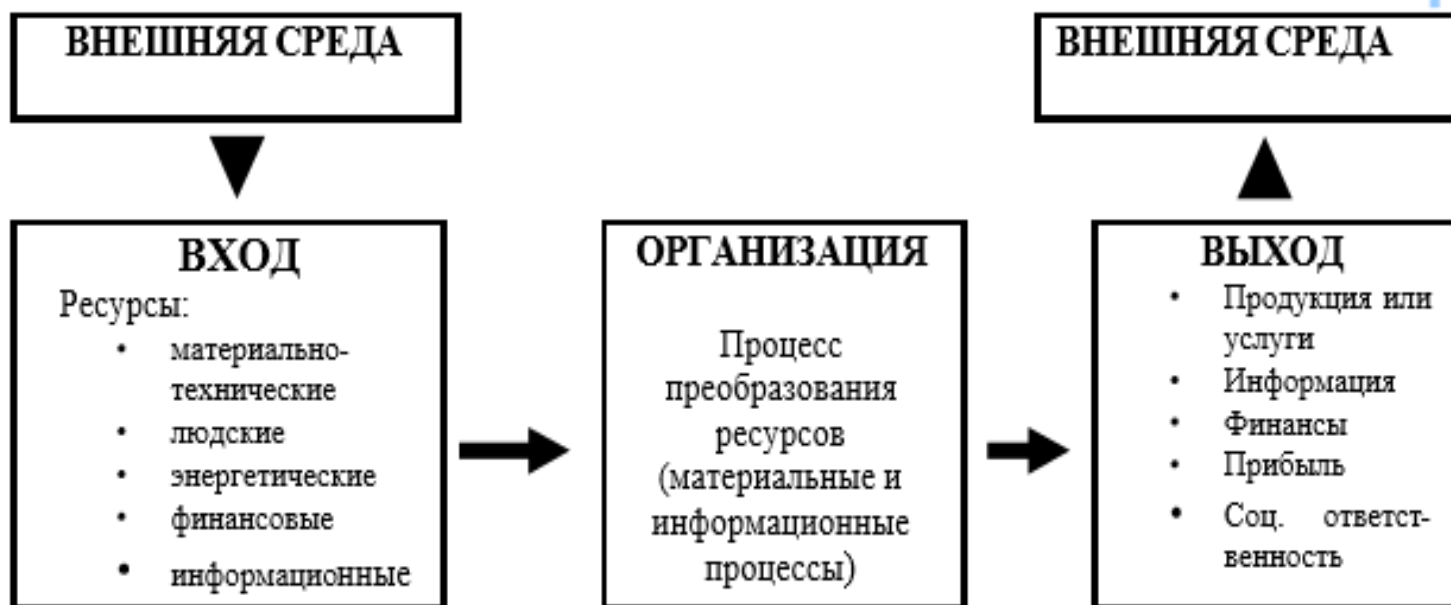 ВНЕШНЯЯ СРЕДА
ВНЕШНЯЯ СРЕДА
ВХОД
Ресурсы:
• материально-
технические
• людские
• энергетические
• финансовые
• информационные
ОРГАНИЗАЦИЯ
Процесс
преобразования
ресурсов
(материальные и
информационные
процессы)
ВЫХОД
• Продукция или
услуги
• Информация
• Финансы
• Прибыль
• Соц. ответст-
венность